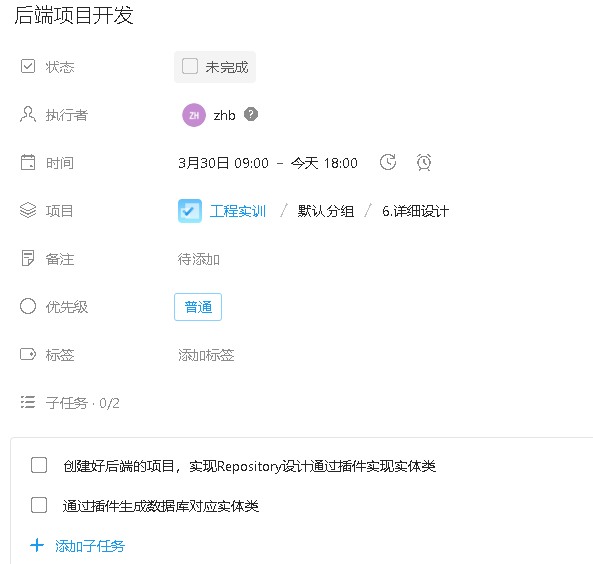 后端项目开发
状态 未完成
执行者 ZH zhb ?
时间 3月30日 09:00 – 今天 18:00
项目 工程实训 / 默认分组 / 6.详细设计
备注 待添加
优先级 普通
标签 添加标签
子任务 · 0/2
创建好后端的项目，实现Repository设计通过插件实现实体类
通过插件生成数据库对应实体类
+ 添加子任务